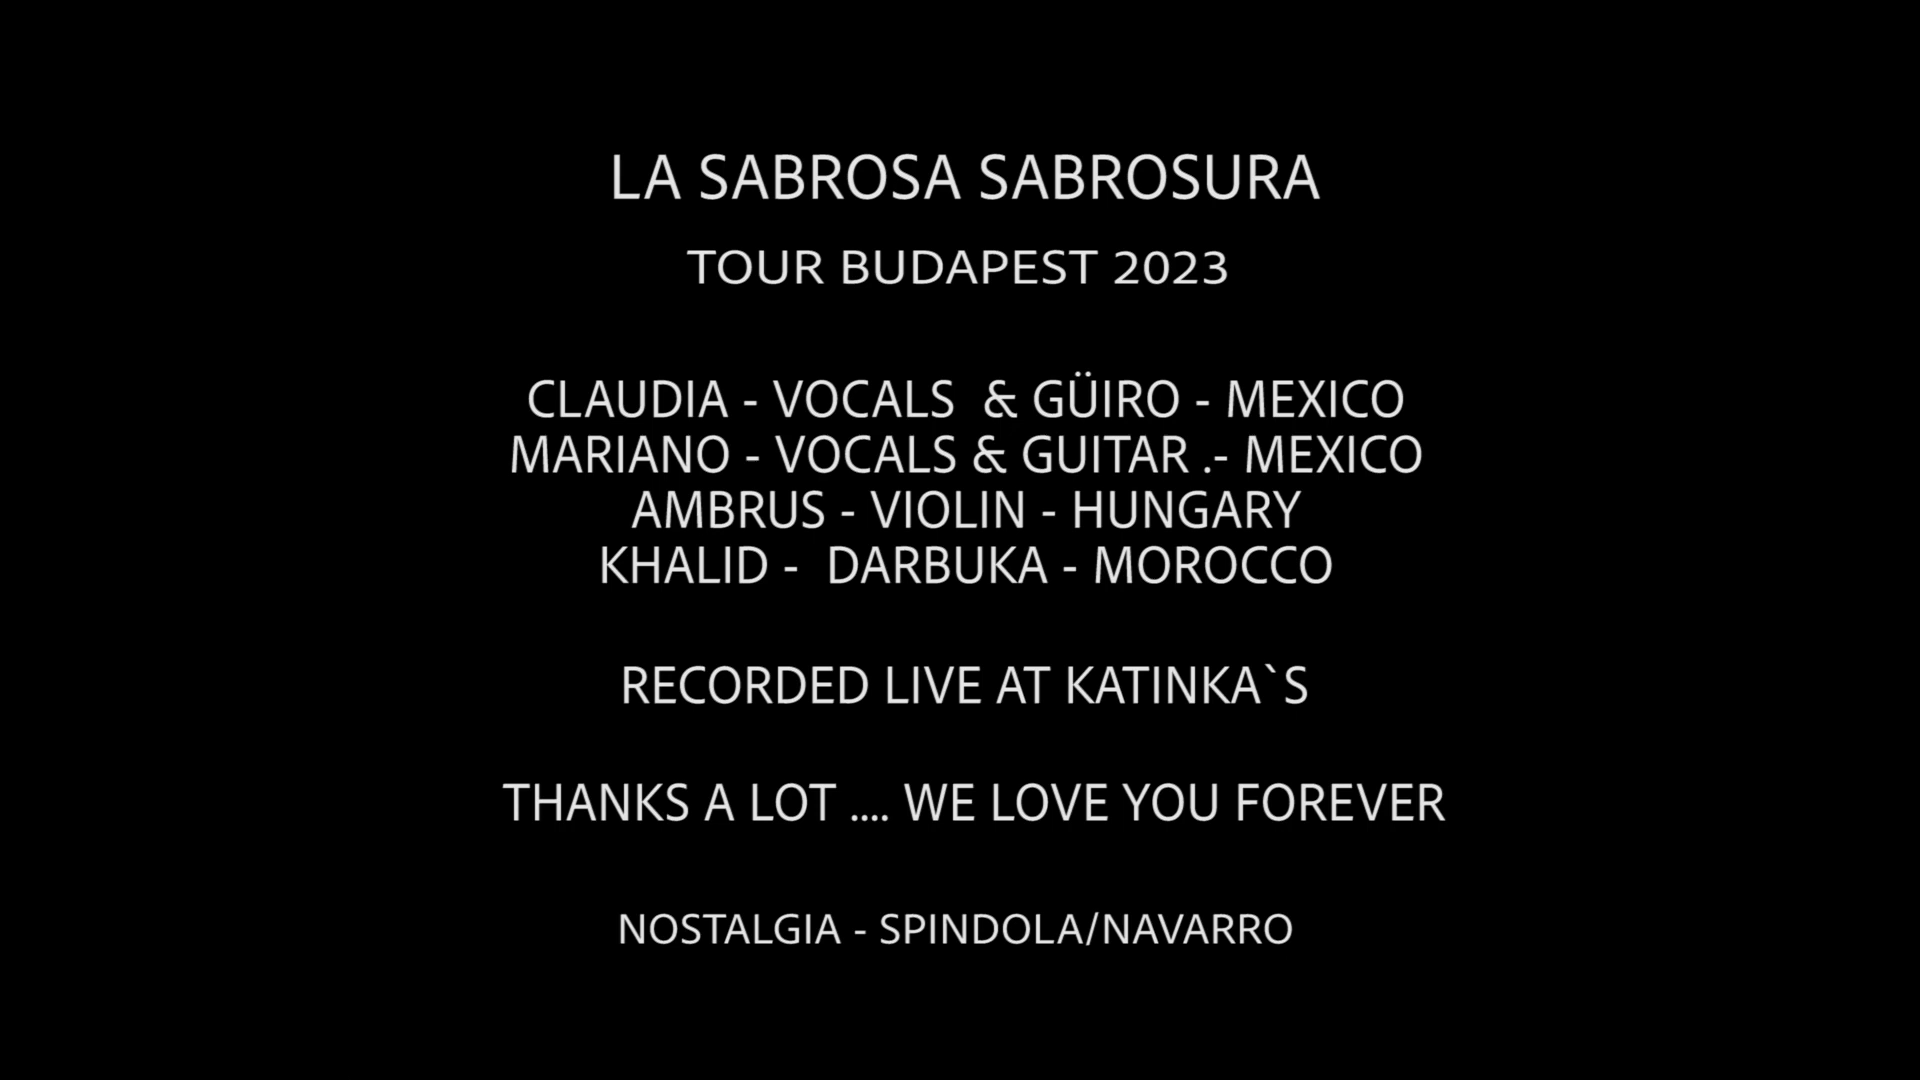 LA SABROSA SABROSURA
TOUR BUDAPEST 2023
CLAUDIA - VOCALS  & GÜIRO - MEXICO
MARIANO - VOCALS & GUITAR .- MEXICO
AMBRUS - VIOLIN - HUNGARY
KHALID -  DARBUKA - MOROCCO
RECORDED LIVE AT KATINKA`S
THANKS A LOT .... WE LOVE YOU FOREVER
NOSTALGIA - SPINDOLA/NAVARRO